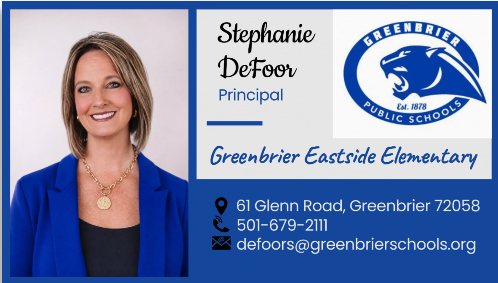 Stephanie
DeFoor
Principal
GREENBRIER
Est. 1878
PUBLIC SCHOOLS
Greenbrier Eastside Elementary
61 Glenn Road, Greenbrier 72058
501-679-2111
defoors@greenbrierschools.org